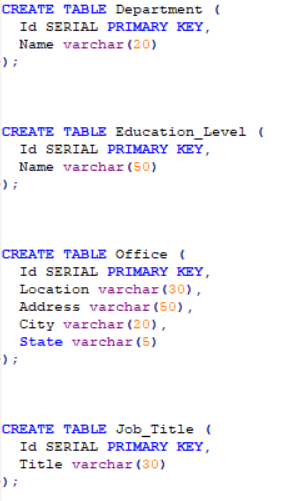 CREATE TABLE Department (
Id SERIAL PRIMARY KEY,
Name varchar(20)
);
CREATE TABLE Education_Level (
Id SERIAL PRIMARY KEY,
Name varchar(50)
);
CREATE TABLE Office (
Id SERIAL PRIMARY KEY,
Location varchar(30),
Address varchar(50),
City varchar(20),
State varchar(5)
);
CREATE TABLE Job_Title (
Id SERIAL PRIMARY KEY,
Title varchar(30)
);